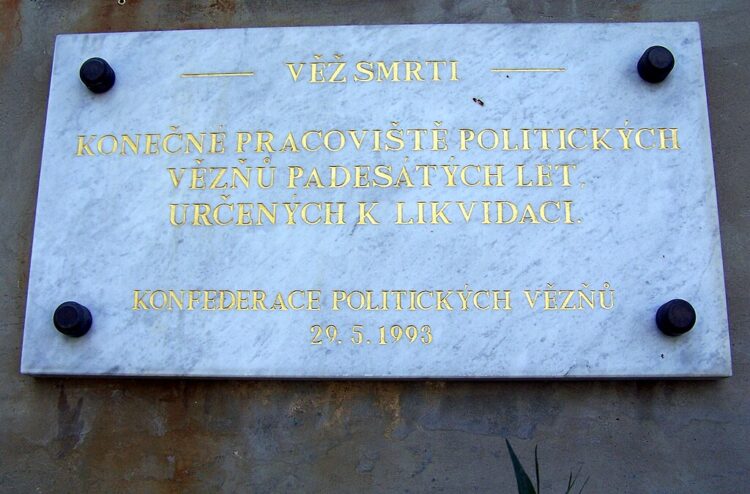 VĚŽ SMRTI
KONEČNÉ PRACOVIŠTĚ POLITICKÝCH
VĚZŇŮ PADESÁTÝCH LET,
URČENÝCH K LIKVIDACI.
KONFEDERACE POLITICKÝCH VĚZŇŮ
29. 5. 1993